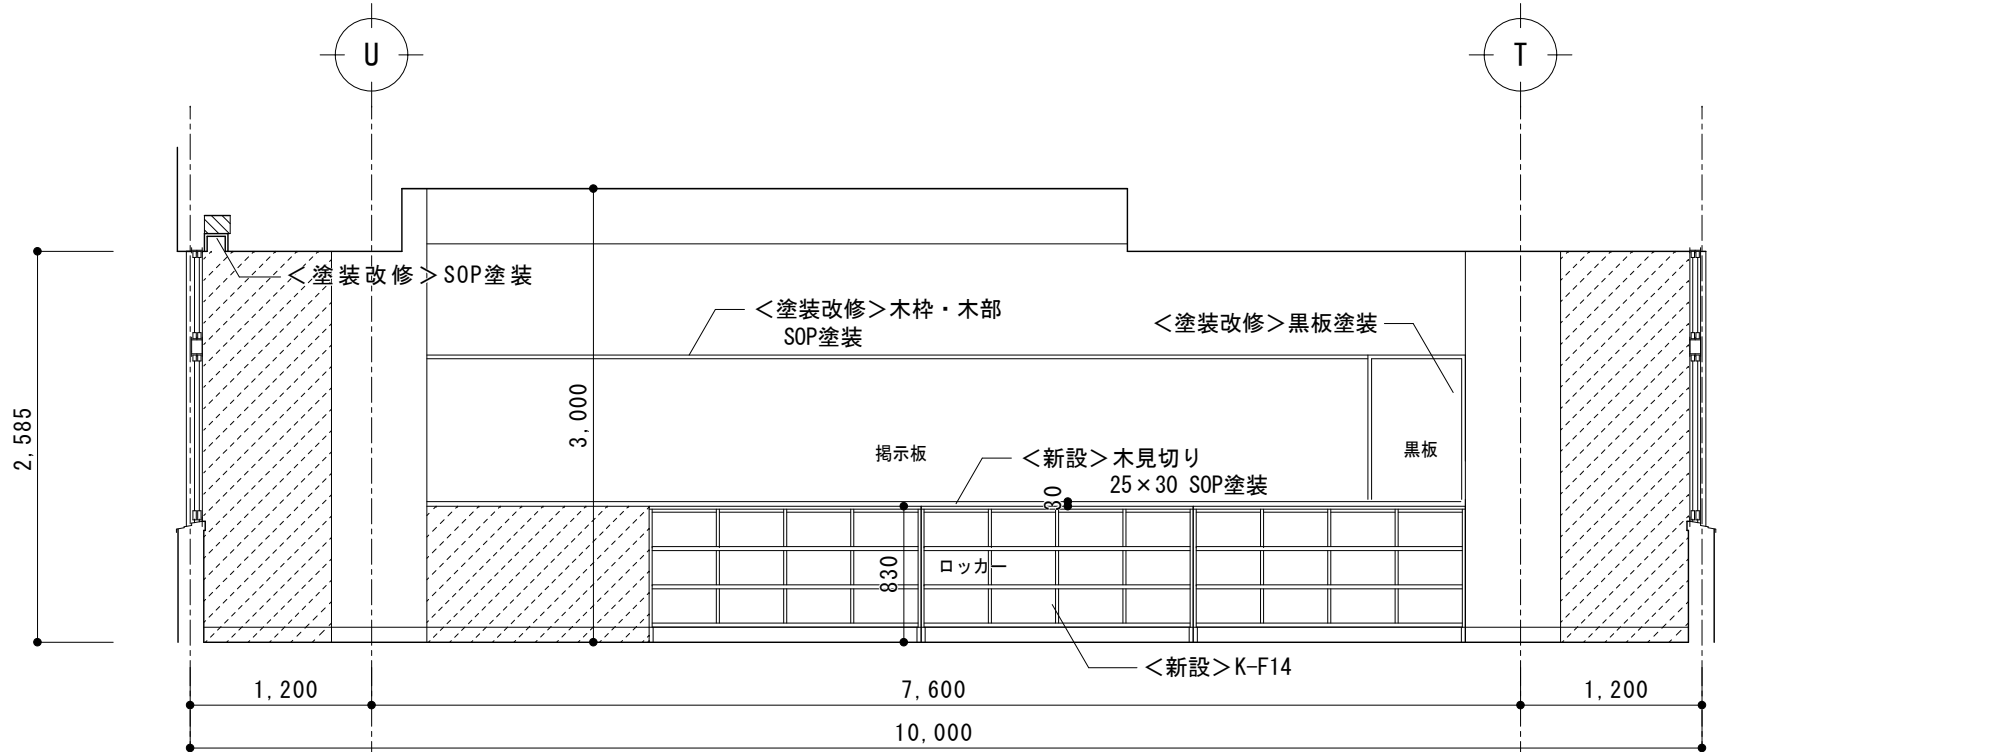 U
T
＜塗装改修＞SOP塗装
＜塗装改修＞木枠・木部
SOP塗装
＜塗装改修＞黒板塗装
2,585
3,000
掲示板
＜新設＞木見切り
25×30 SOP塗装
黒板
30
830
ロッカー
＜新設＞K-F14
1,200
7,600
1,200
10,000